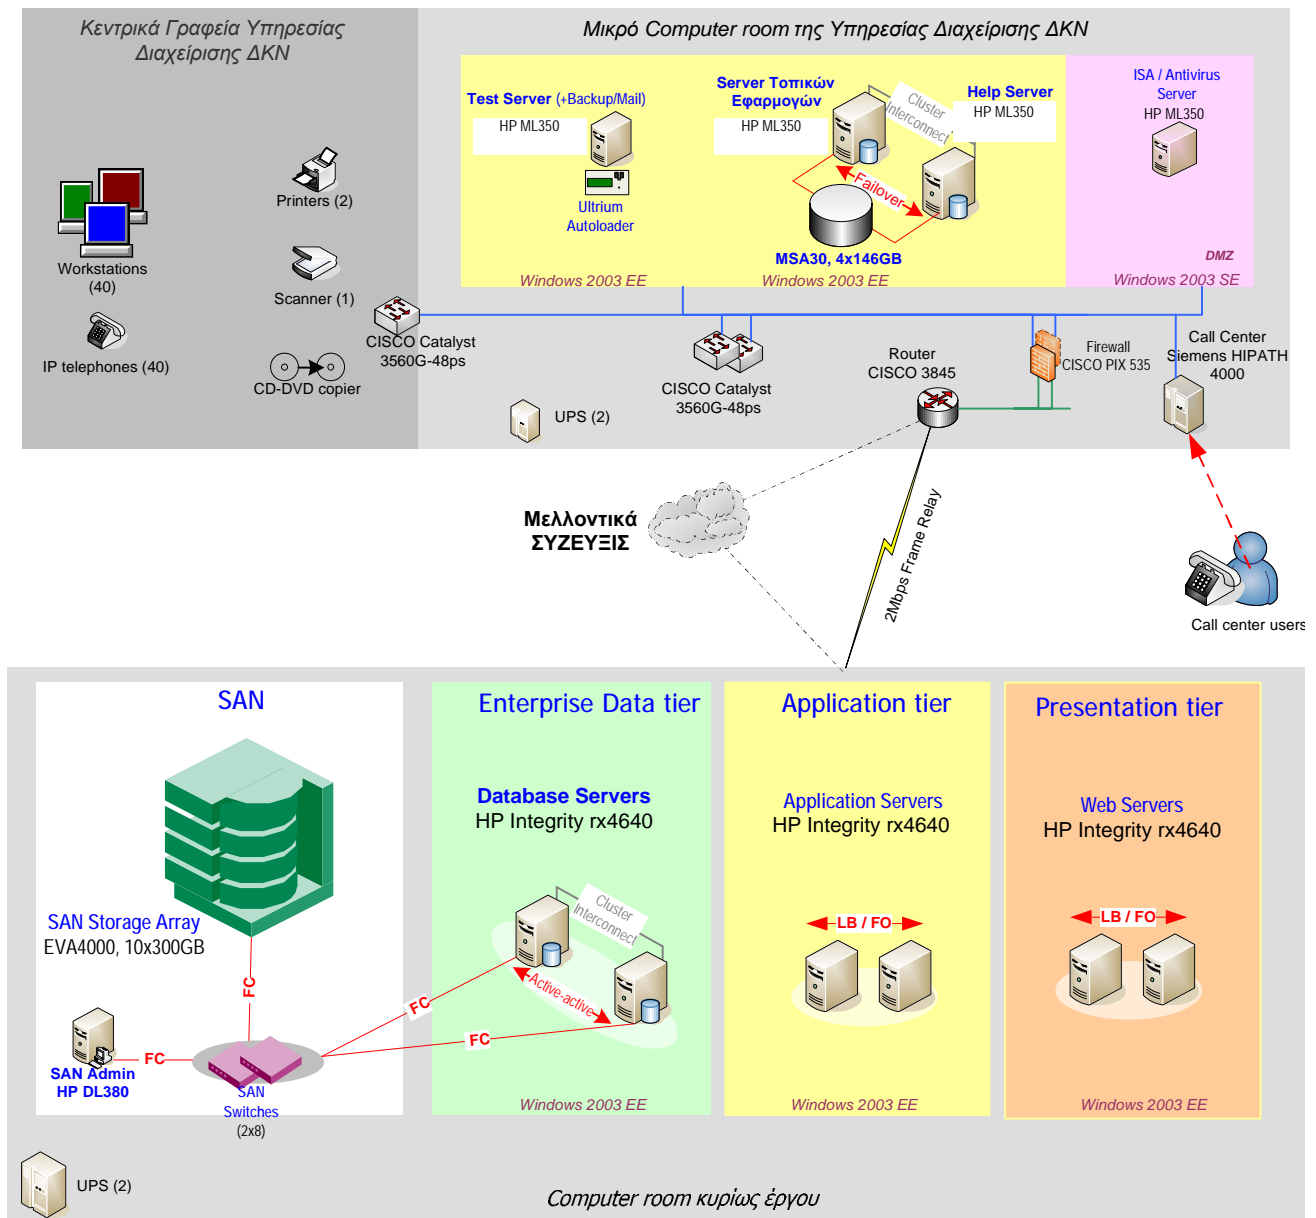 Κεντρικά Γραφεία Υπηρεσίας
Διαχείρισης ΔΚΝ
Μικρό Computer room της Υπηρεσίας Διαχείρισης ΔΚΝ
Test Server (+Backup/Mail)
HP ML350
Ultrium
Autoloader
Windows 2003 EE
Server Τοπικών
Εφαρμογών
HP ML350
Cluster
Interconnect
Help Server
HP ML350
Failover
MSA30, 4x146GB
Windows 2003 EE
ISA / Antivirus
Server
HP ML350
DMZ
Windows 2003 SE
Workstations
(40)
IP telephones (40)
Printers (2)
Scanner (1)
CD-DVD copier
CISCO Catalyst
3560G-48ps
UPS (2)
CISCO Catalyst
3560G-48ps
Router
CISCO 3845
Firewall
CISCO PIX 535
Call Center
Siemens HIPATH
4000
Μελλοντικά
ΣΥΖΕΥΞΙΣ
2Mbps Frame Relay
Call center users
SAN
SAN Storage Array
EVA4000, 10x300GB
FC
FC
SAN Admin
HP DL380
SAN
Switches
(2x8)
FC
FC
Enterprise Data tier
Database Servers
HP Integrity rx4640
Cluster
Interconnect
Active-active
Windows 2003 EE
Application tier
Application Servers
HP Integrity rx4640
LB / FO
Windows 2003 EE
Presentation tier
Web Servers
HP Integrity rx4640
LB / FO
Windows 2003 EE
UPS (2)
Computer room κυρίως έργου